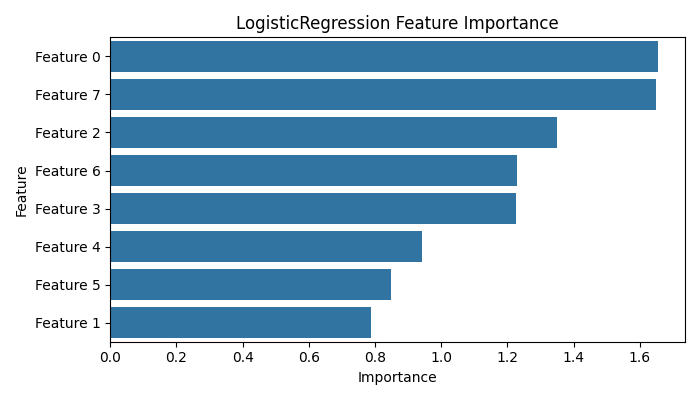 LogisticRegression Feature Importance
Feature 0
Feature 7
Feature 2
Feature 6
Feature 3
Feature 4
Feature 5
Feature 1
Feature
0.0 0.2 0.4 0.6 0.8 1.0 1.2 1.4 1.6
Importance